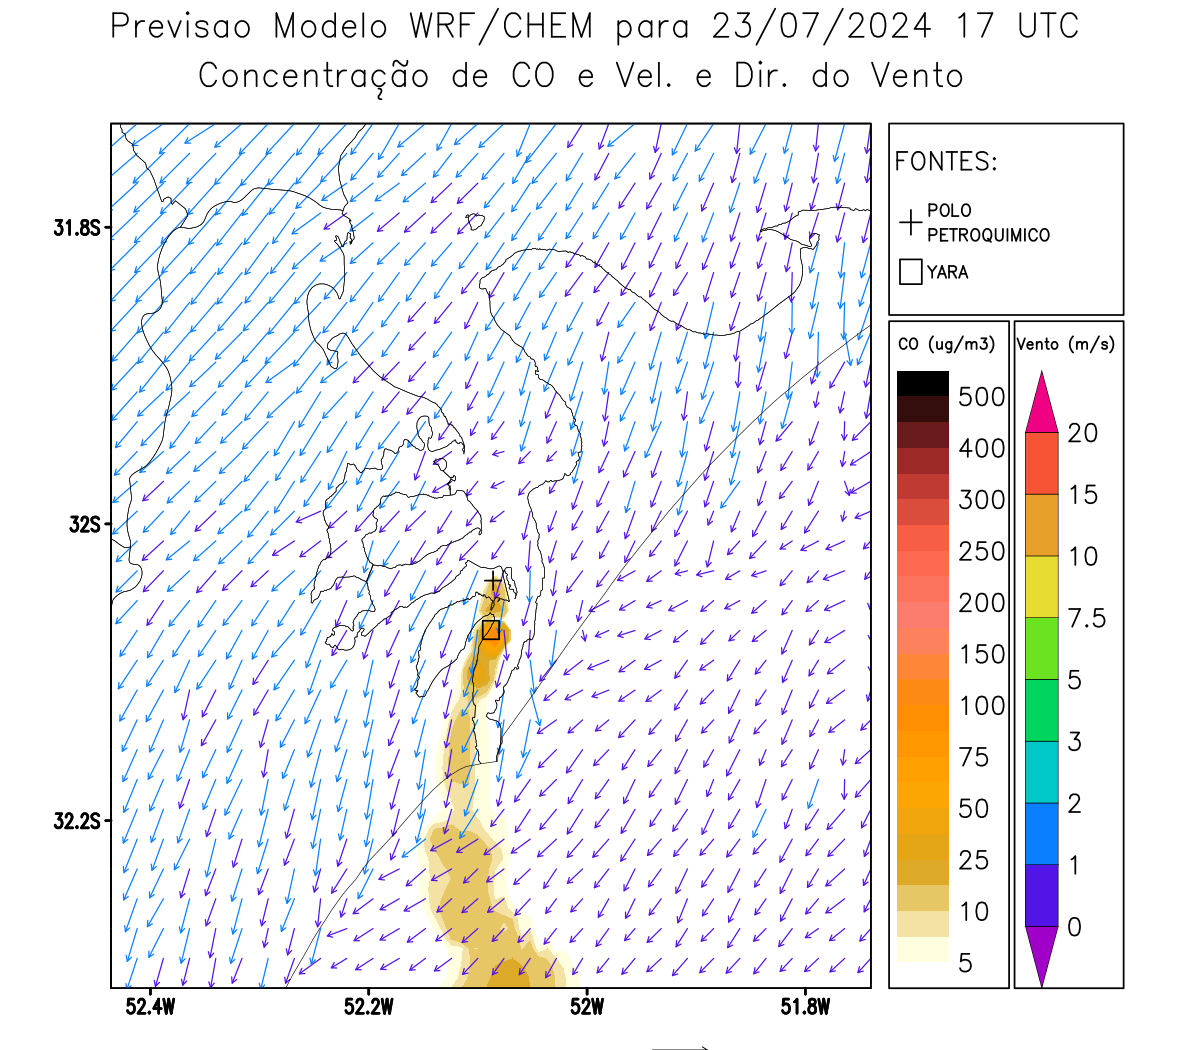 Previsao Modelo WRF/CHEM para 23/07/2024 17 UTC
Concentração de CO e Vel. e Dir. do Vento
FONTES:
POLO
PETROQUIMICO
YARA
CO (ug/m3)
500
400
300
250
200
150
100
75
50
25
10
5
Vento (m/s)
20
15
10
7.5
5
3
2
1
0
31.8S
32S
32.2S
52.4W
52.2W
52W
51.8W